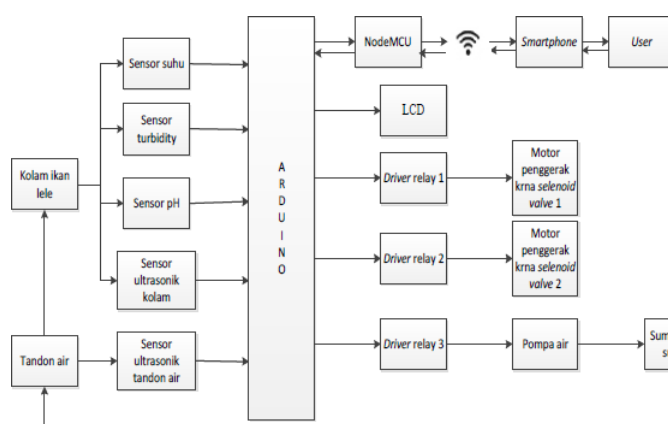 NodeMCU
Smartphone
User
Sensor suhu
LCD
Sensor
turbidity
Kolam ikan
lele
Sensor pH
A
R
D
U
I
N
O
Driver relay 1
Motor
penggerak
krna selenoid
valve 1
Sensor
ultrasonik
kolam
Driver relay 2
Motor
penggerak
krna selenoid
valve 2
Tandon air
Sensor
ultrasonik
tandon air
Driver relay 3
Pompa air